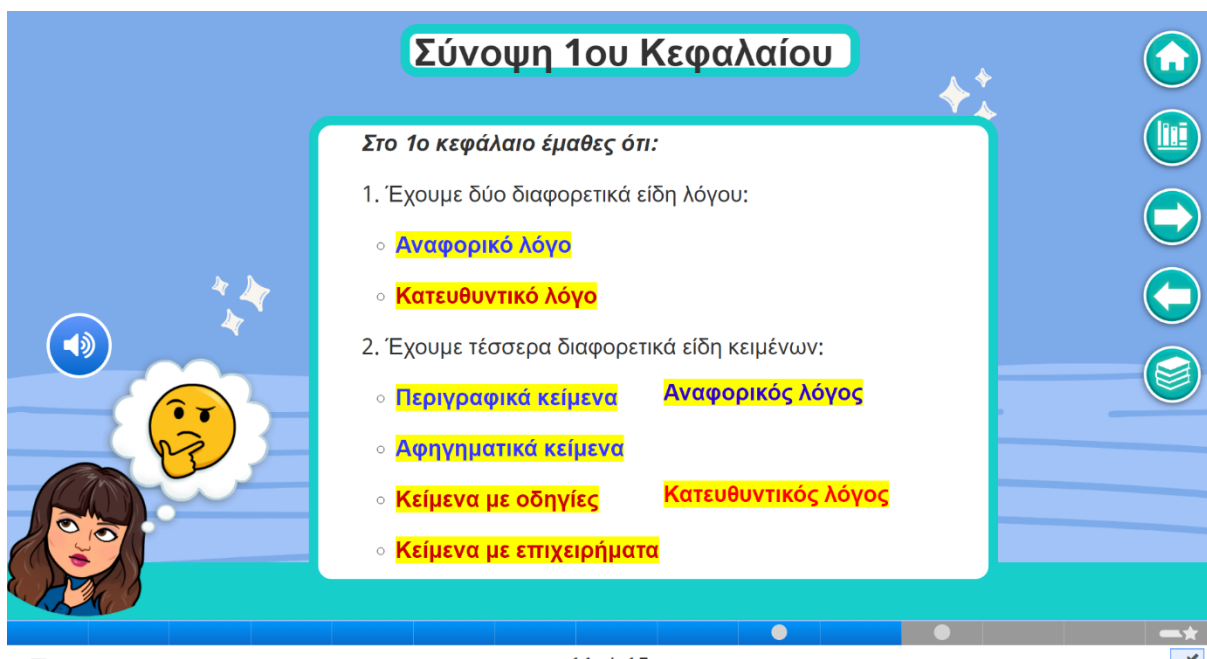 Σύνοψη 1ου Κεφαλαίου
Στο 1ο κεφάλαιο έμαθες ότι:
1. Έχουμε δύο διαφορετικά είδη λόγου:
Αναφορικό λόγο
Κατευθυντικό λόγο
2. Έχουμε τέσσερα διαφορετικά είδη κειμένων:
Περιγραφικά κείμενα Αναφορικός λόγος
Αφηγηματικά κείμενα
Κείμενα με οδηγίες Κατευθυντικός λόγος
Κείμενα με επιχειρήματα